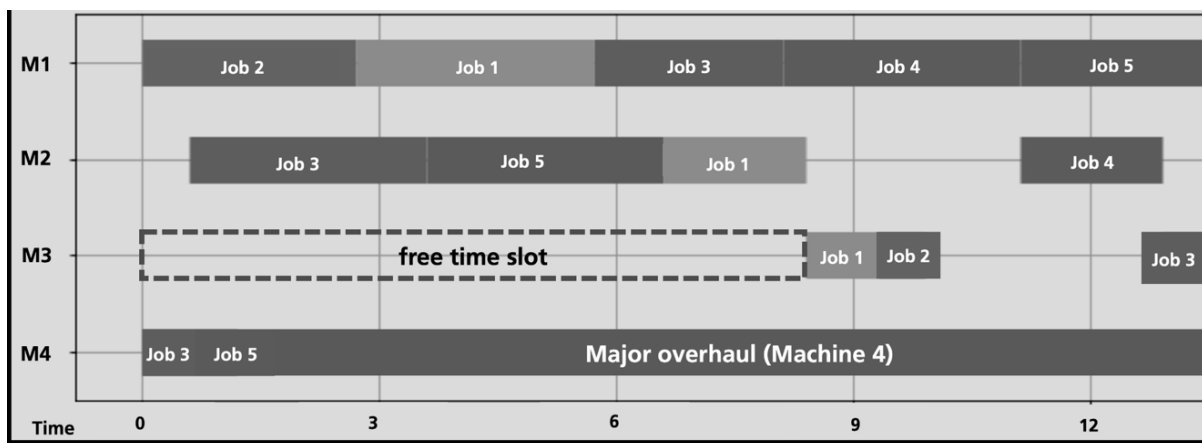 M1 Job 2 Job 1 Job 3 Job 4 Job 5
M2 Job 3 Job 5 Job 1 Job 4
M3 free time slot Job 1 Job 2 Job 3
M4 Job 3 Job 5 Major overhaul (Machine 4)
Time 0 3 6 9 12